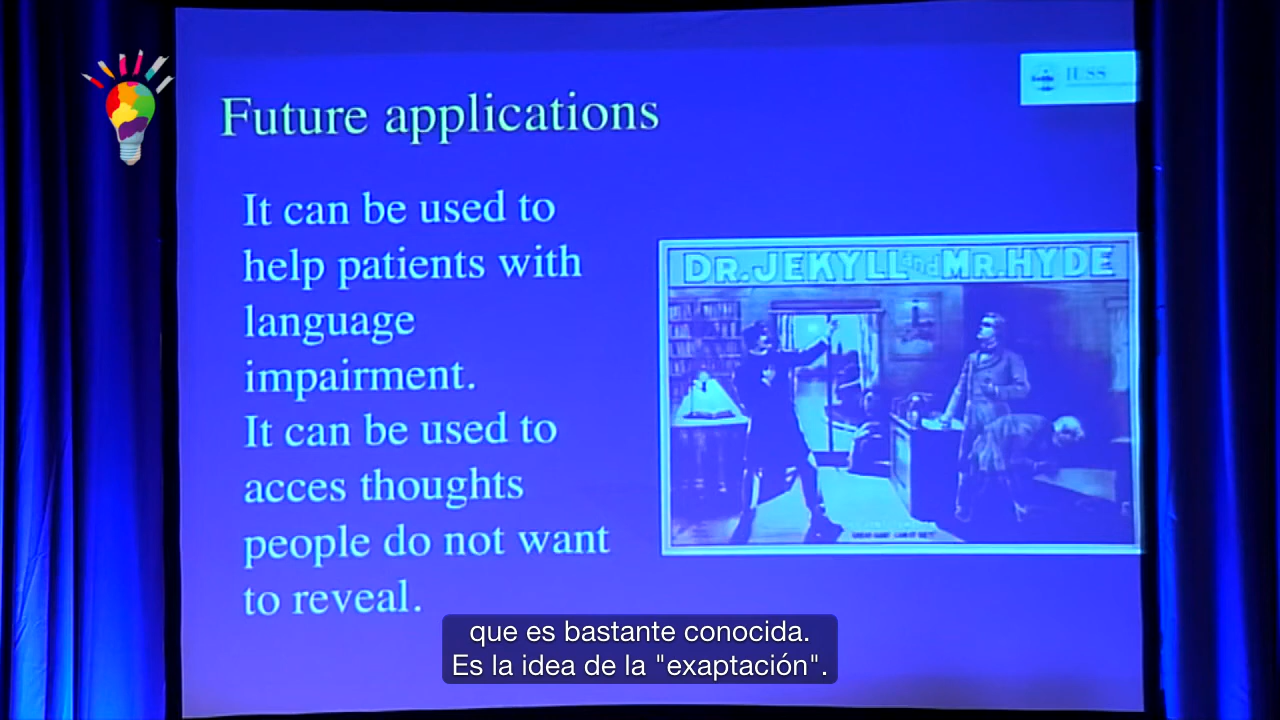 IUSS
Future applications
It can be used to
help patients with
language
impairment.
It can be used to
acces thoughts
people do not want
to reveal.
DR. JEKYLL and MR. HYDE
que es bastante conocida.
Es la idea de la "exaptación".